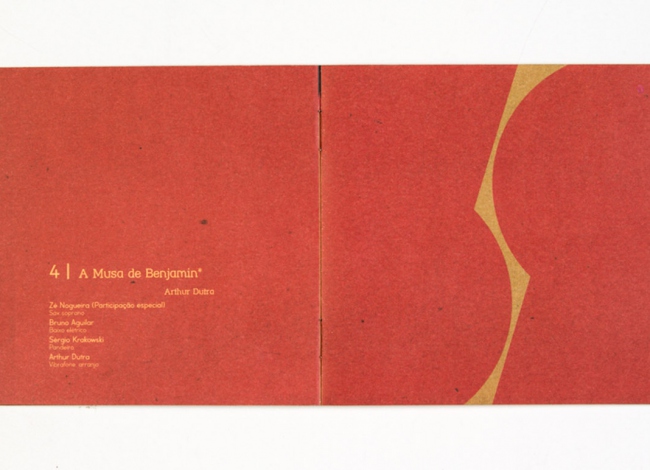 4 | A Musa de Benjamin*
Arthur Dutra
Zé Nogueira (Participação especial)
Sax soprano
Bruno Aguilar
Baixo elétrico
Sergio Krakowski
Pandeiro
Arthur Dutra
Vibrafone arranjo